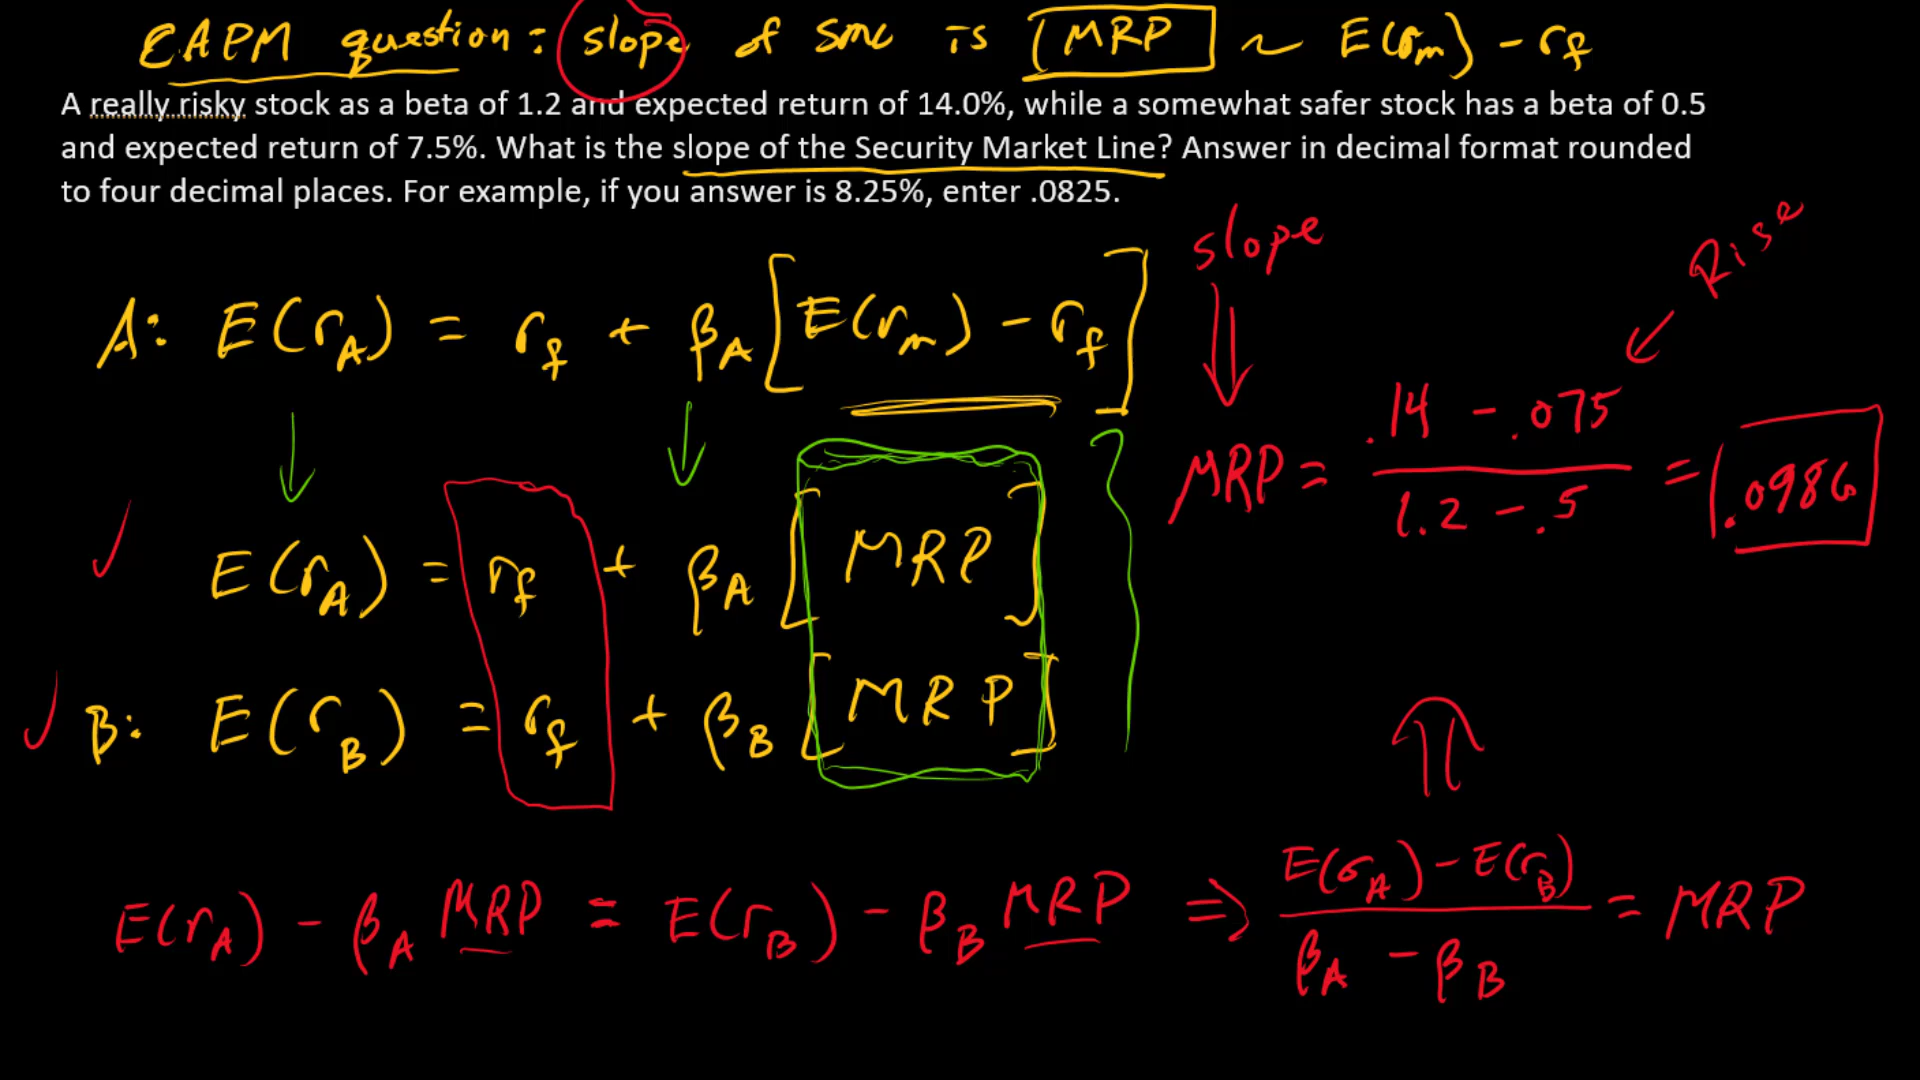 CAPM question: slope of SML is [MRP] ~ E(rm) - rf
A really risky stock as a beta of 1.2 and expected return of 14.0%, while a somewhat safer stock has a beta of 0.5
and expected return of 7.5%. What is the slope of the Security Market Line? Answer in decimal format rounded
to four decimal places. For example, if you answer is 8.25%, enter .0825.
slope
Rise
A: E(rA) = rf + βA [E(rm) - rf]
MRP = .14 - .075 / 1.2 - .5 = .0986
E(rA) = rf + βA [MRP]
B: E(rB) = rf + βB [MRP]
E(rA) - βA MRP = E(rB) - βB MRP ⇒ E(rA) - E(rB) / βA - βB = MRP